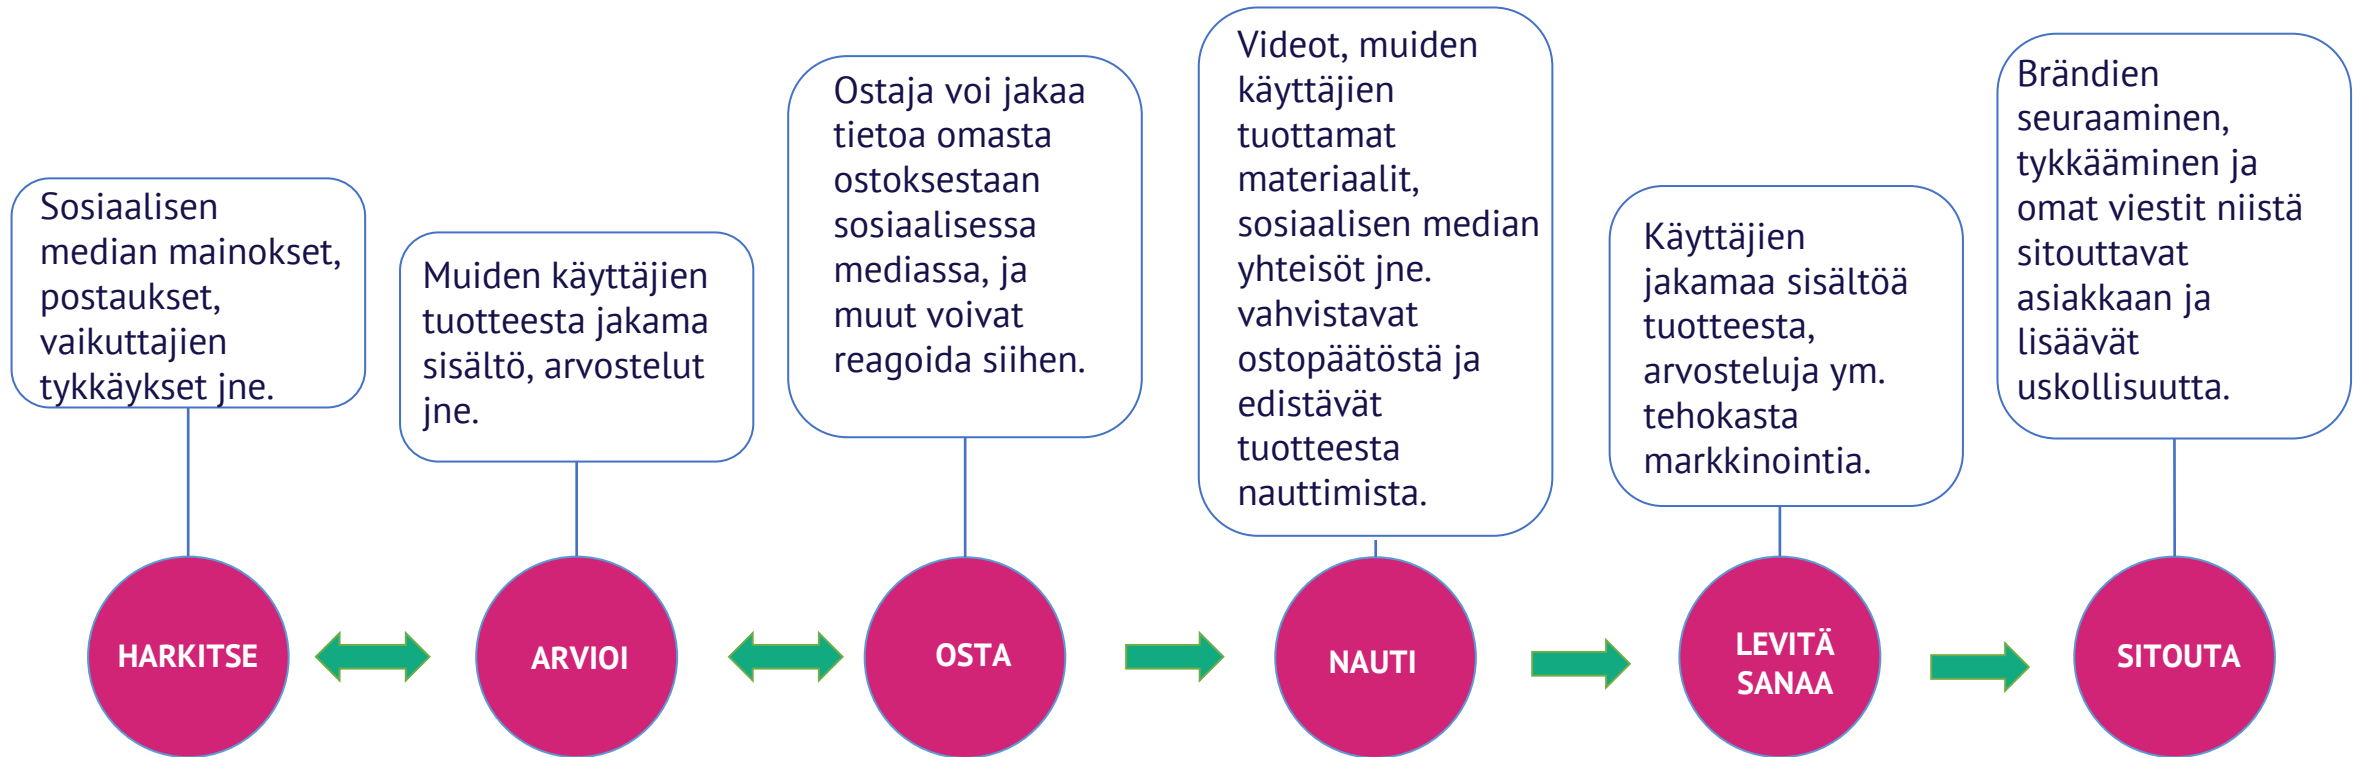 Sosiaalisen
median mainokset,
postaukset,
vaikuttajien
tykkäykset jne.
Muiden käyttäjien
tuotteesta jakama
sisältö, arvostelut
jne.
Ostaja voi jakaa
tietoa omasta
ostoksestaan
sosiaalisessa
mediassa, ja
muut voivat
reagoida siihen.
Videot, muiden
käyttäjien
tuottamat
materiaalit,
sosiaalisen median
yhteisöt jne.
vahvistavat
ostopäätöstä ja
edistävät
tuotteesta
nauttimista.
Käyttäjien
jakamaa sisältöä
tuotteesta,
arvosteluja ym.
tehokasta
markkinointia.
Brändien
seuraaminen,
tykkääminen ja
omat viestit niistä
sitouttavat
asiakkaan ja
lisäävät
uskollisuutta.
HARKITSE
ARVIOI
OSTA
NAUTI
LEVITÄ
SANAA
SITOUTA